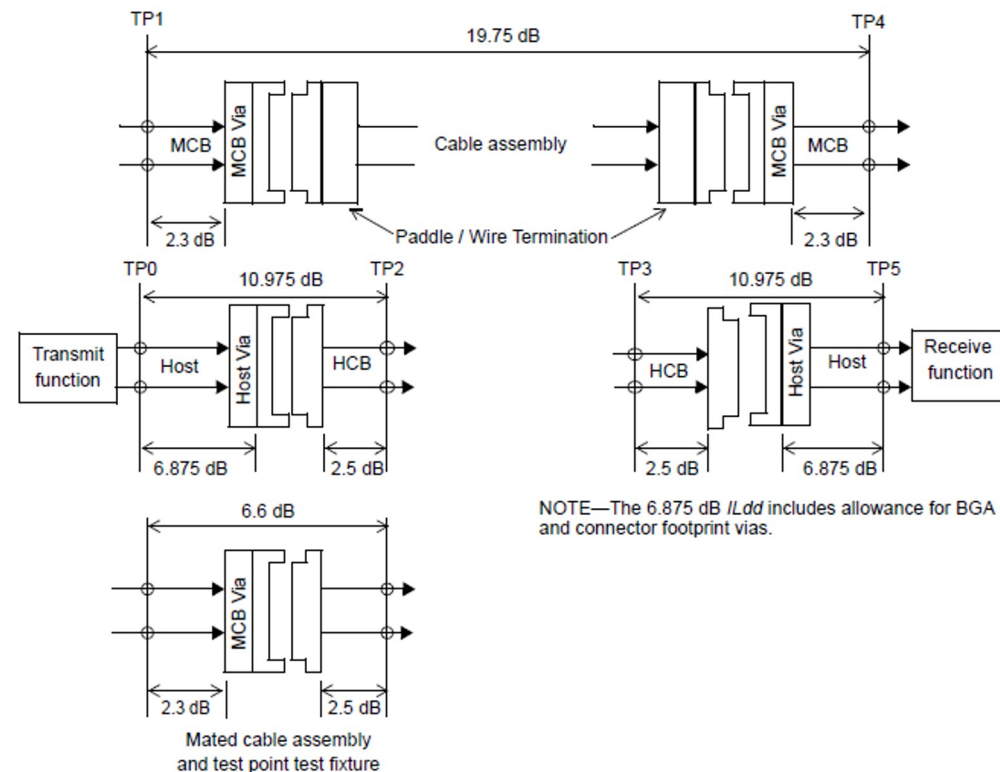 TP1
TP4
19.75 dB
MCB
MCB Via
Cable assembly
MCB Via
MCB
2.3 dB
Paddle / Wire Termination
2.3 dB
TP0
TP2
TP3
TP5
10.975 dB
10.975 dB
Transmit
function
Host
Host Via
HCB
HCB
Host Via
Host
Receive
function
6.875 dB
2.5 dB
2.5 dB
6.875 dB
6.6 dB
NOTE—The 6.875 dB ILdd includes allowance for BGA
and connector footprint vias.
MCB Via
2.3 dB
2.5 dB
Mated cable assembly
and test point test fixture